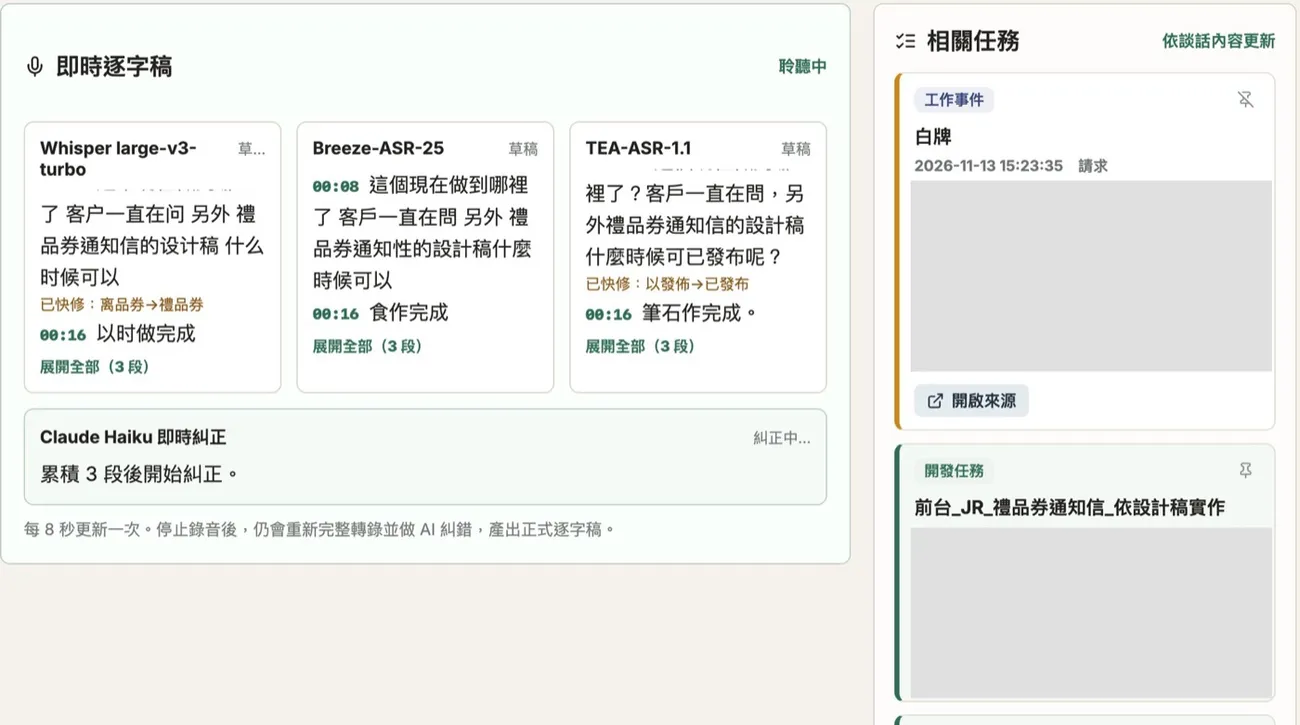 即時逐字稿
聆聽中
Whisper large-v3-
turbo
草...
了 客户一直在问 另外 禮
品券通知信的设计稿 什么
时候可以
已快修：离品券→禮品券
00:16 以时做完成
展開全部（3 段）
Breeze-ASR-25
草稿
00:08 這個現在做到哪裡
了 客戶一直在問 另外 禮
品券通知性的設計稿什麼
時候可以
00:16 食作完成
展開全部（3 段）
TEA-ASR-1.1
草稿
裡了？客戶一直在問，另
外禮品券通知信的設計稿
什麼時候可已發布呢？
已快修：以發佈→已發布
00:16 筆石作完成。
展開全部（3 段）
Claude Haiku 即時糾正
糾正中...
累積 3 段後開始糾正。
每 8 秒更新一次。停止錄音後，仍會重新完整轉錄並做 AI 糾錯，產出正式逐字稿。
相關任務
依談話內容更新
工作事件
白牌
2026-11-13 15:23:35 請求
開啟來源
開發任務
前台_JR_禮品券通知信_依設計稿實作